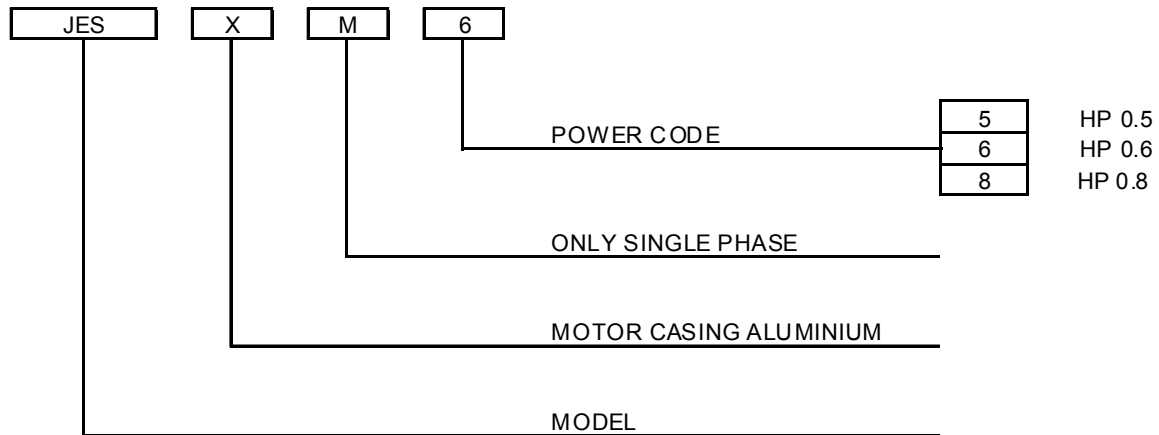 JES X M 6
5 HP 0.5
POWER CODE 6 HP 0.6
8 HP 0.8
ONLY SINGLE PHASE
MOTOR CASING ALUMINIUM
MODEL